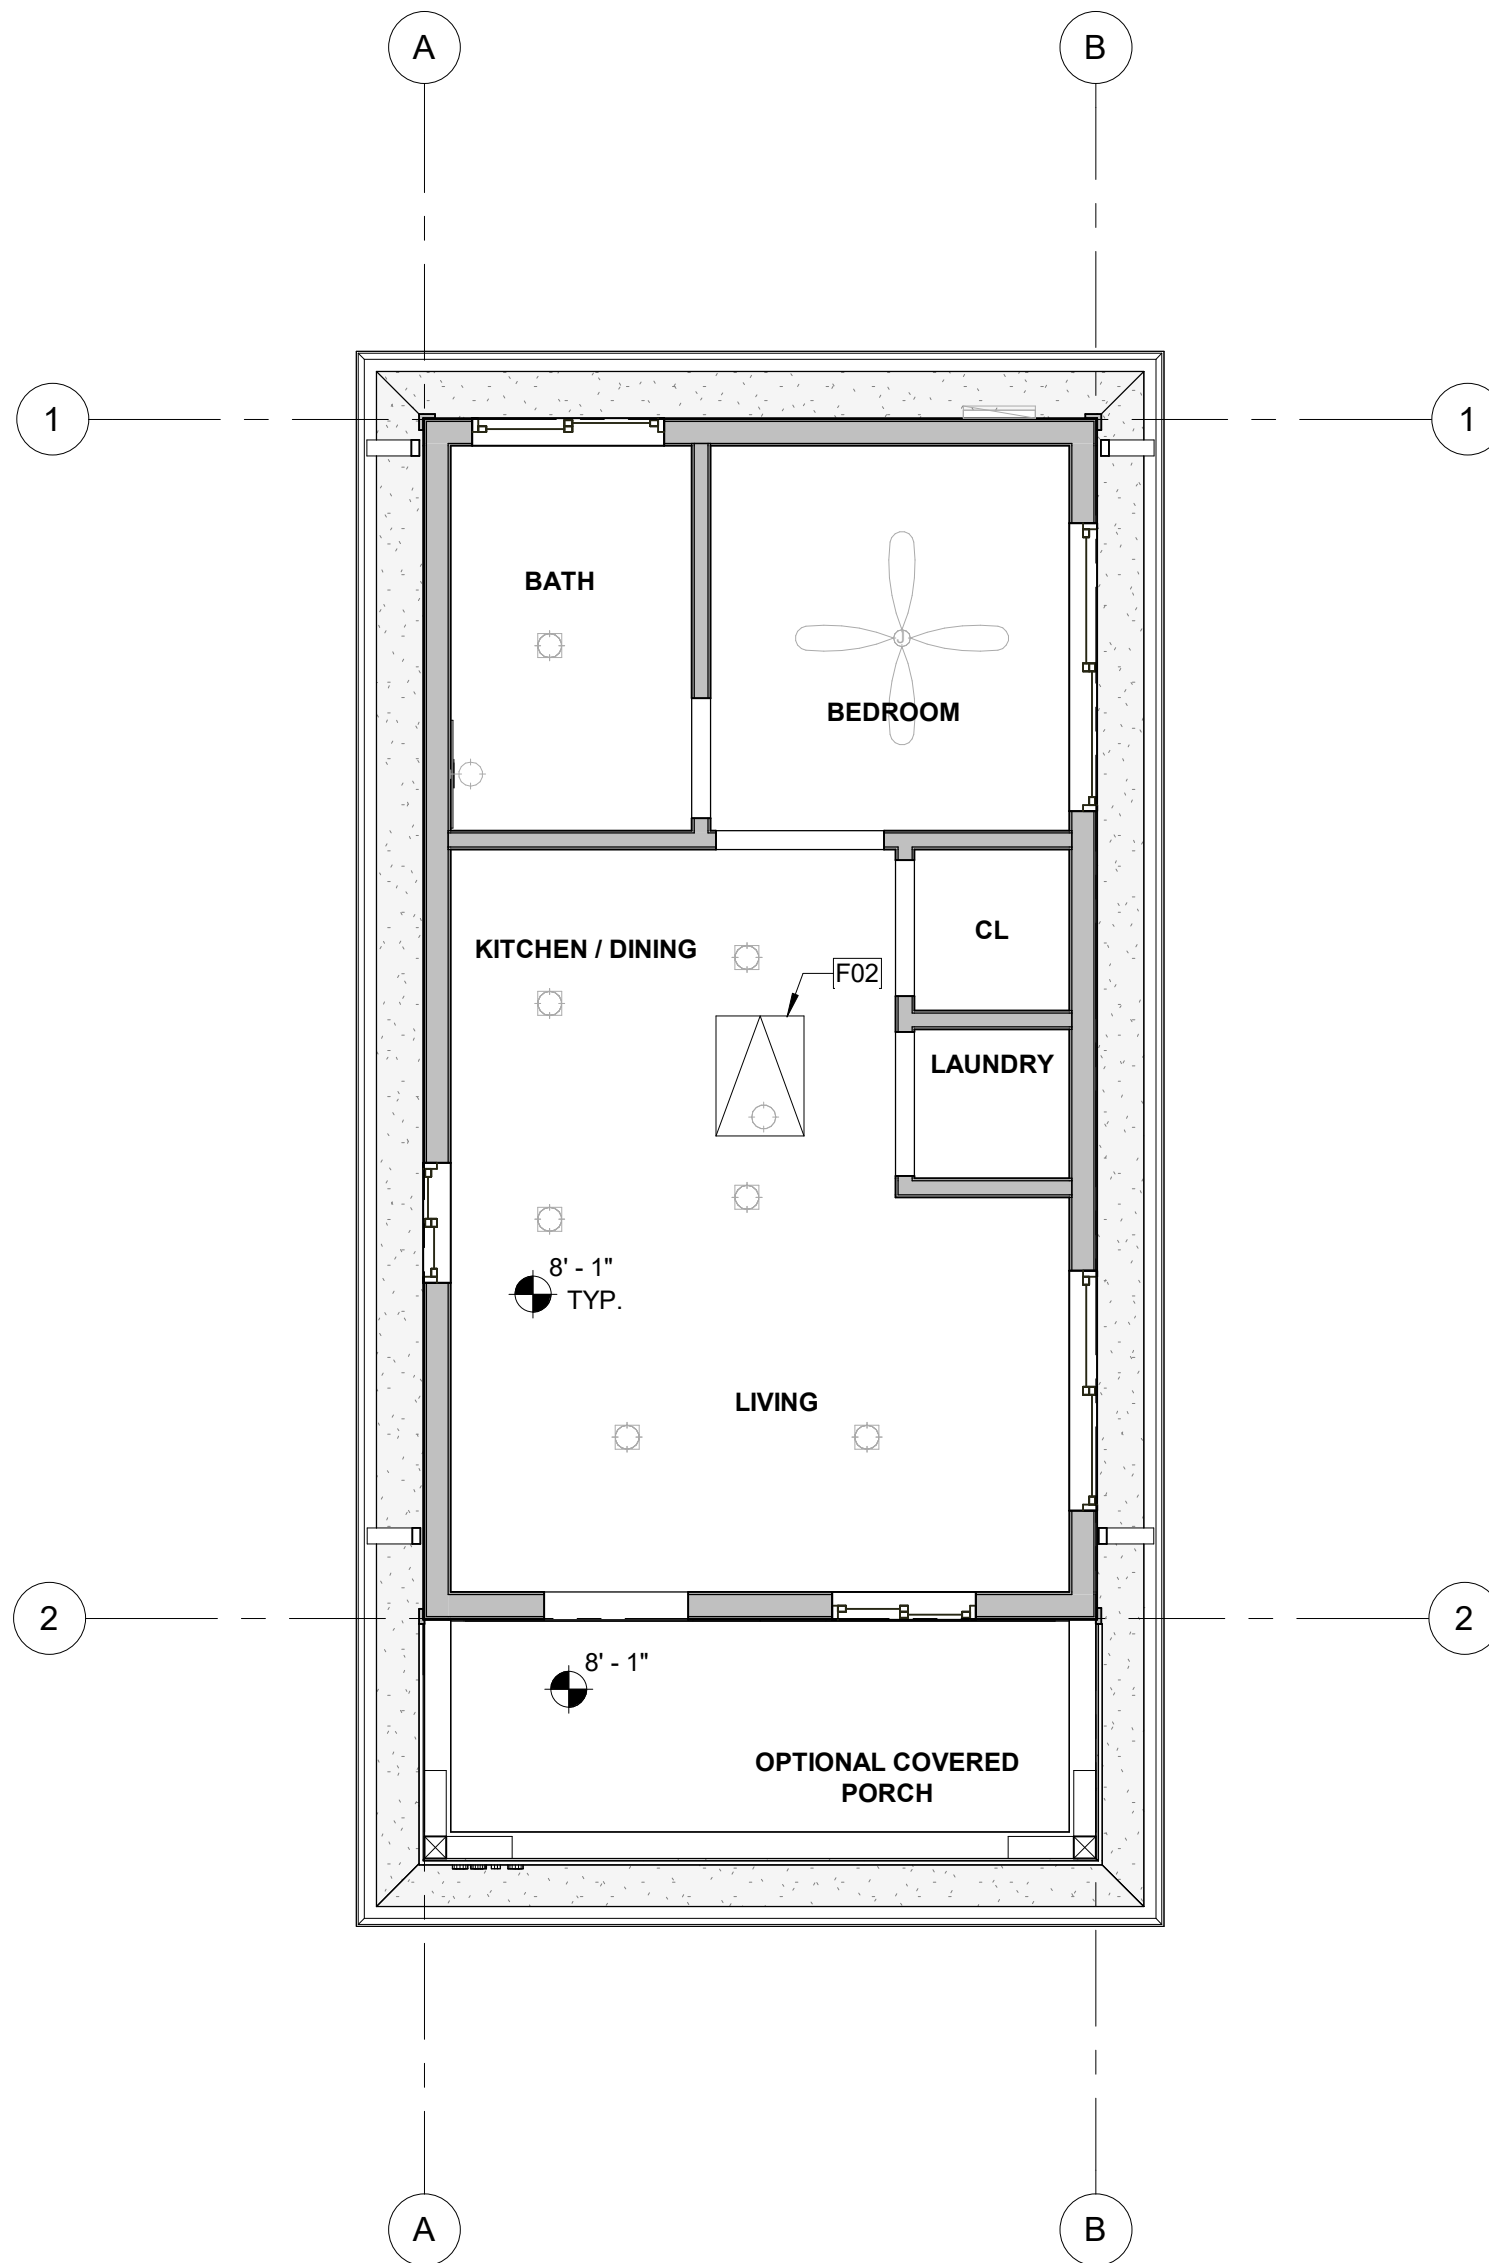 A
B
1
1
BATH
J
BEDROOM
CL
KITCHEN / DINING
F02
LAUNDRY
8' - 1"
TYP.
LIVING
2
2
8' - 1"
OPTIONAL COVERED
PORCH
A
B